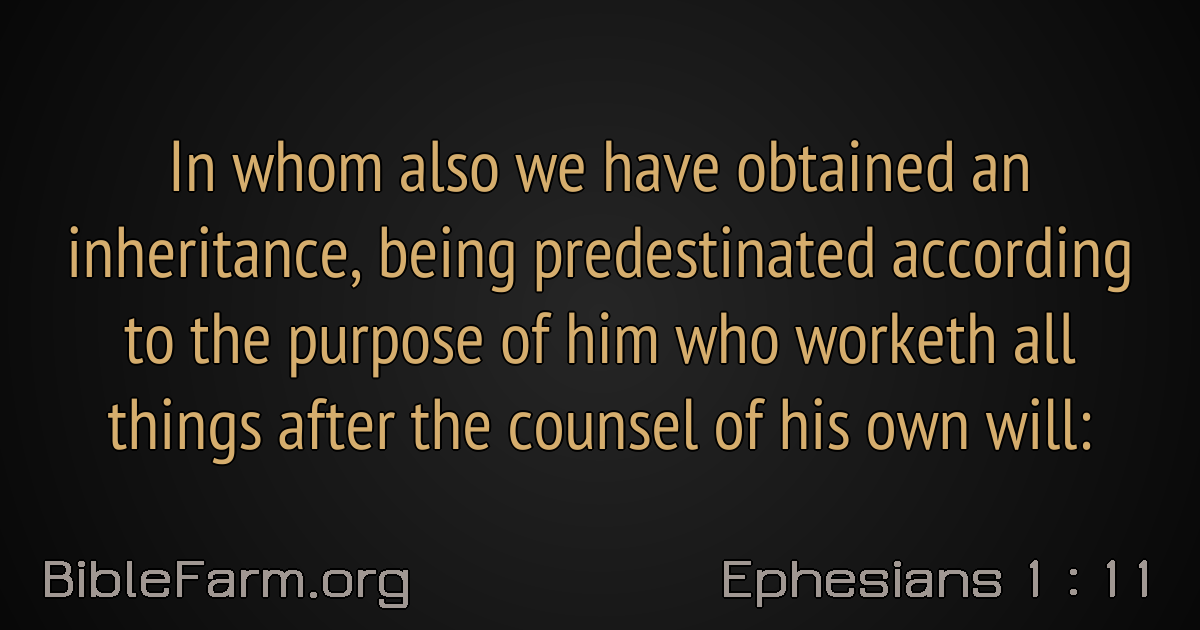 In whom also we have obtained an
inheritance, being predestinated according
to the purpose of him who worketh all
things after the counsel of his own will:
BibleFarm.org
Ephesians 1 : 11